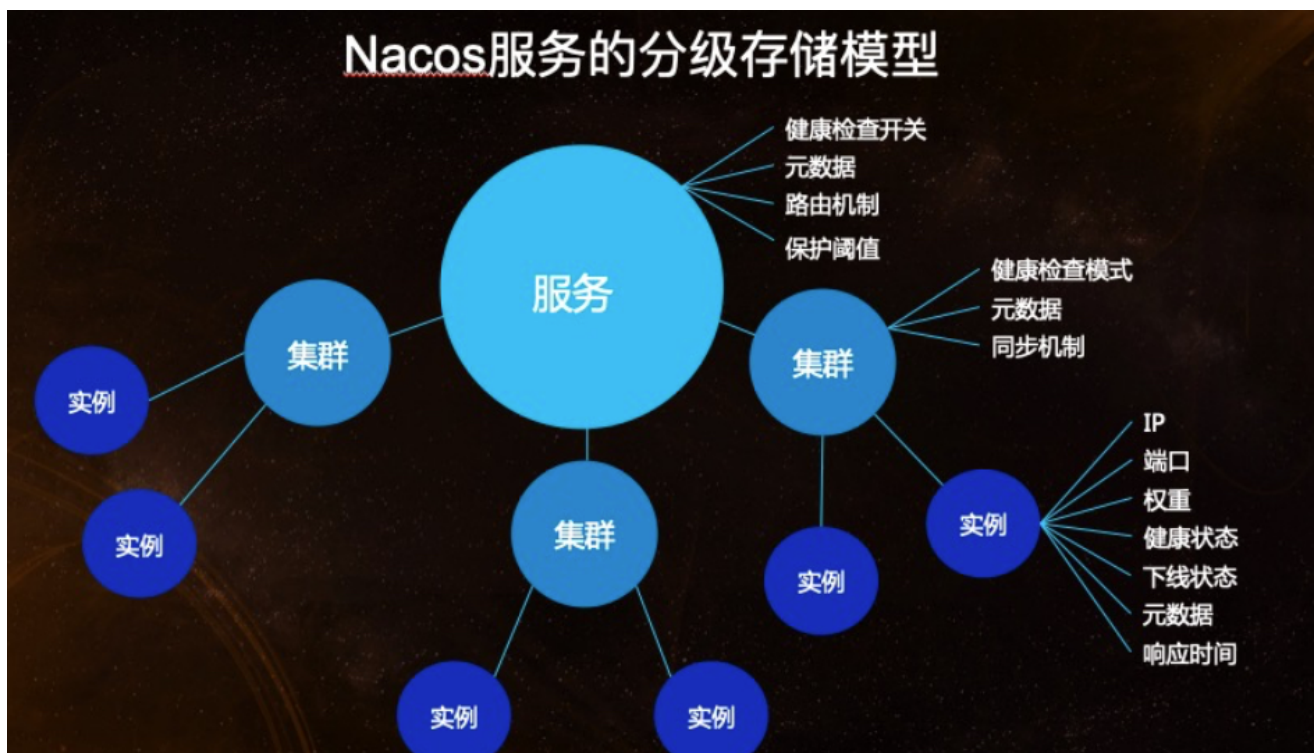 Nacos服务的分级存储模型
健康检查开关
元数据
路由机制
保护阈值
服务
健康检查模式
元数据
同步机制
集群
集群
实例
IP
端口
权重
健康状态
下线状态
元数据
响应时间
实例
集群
实例
实例
实例
实例